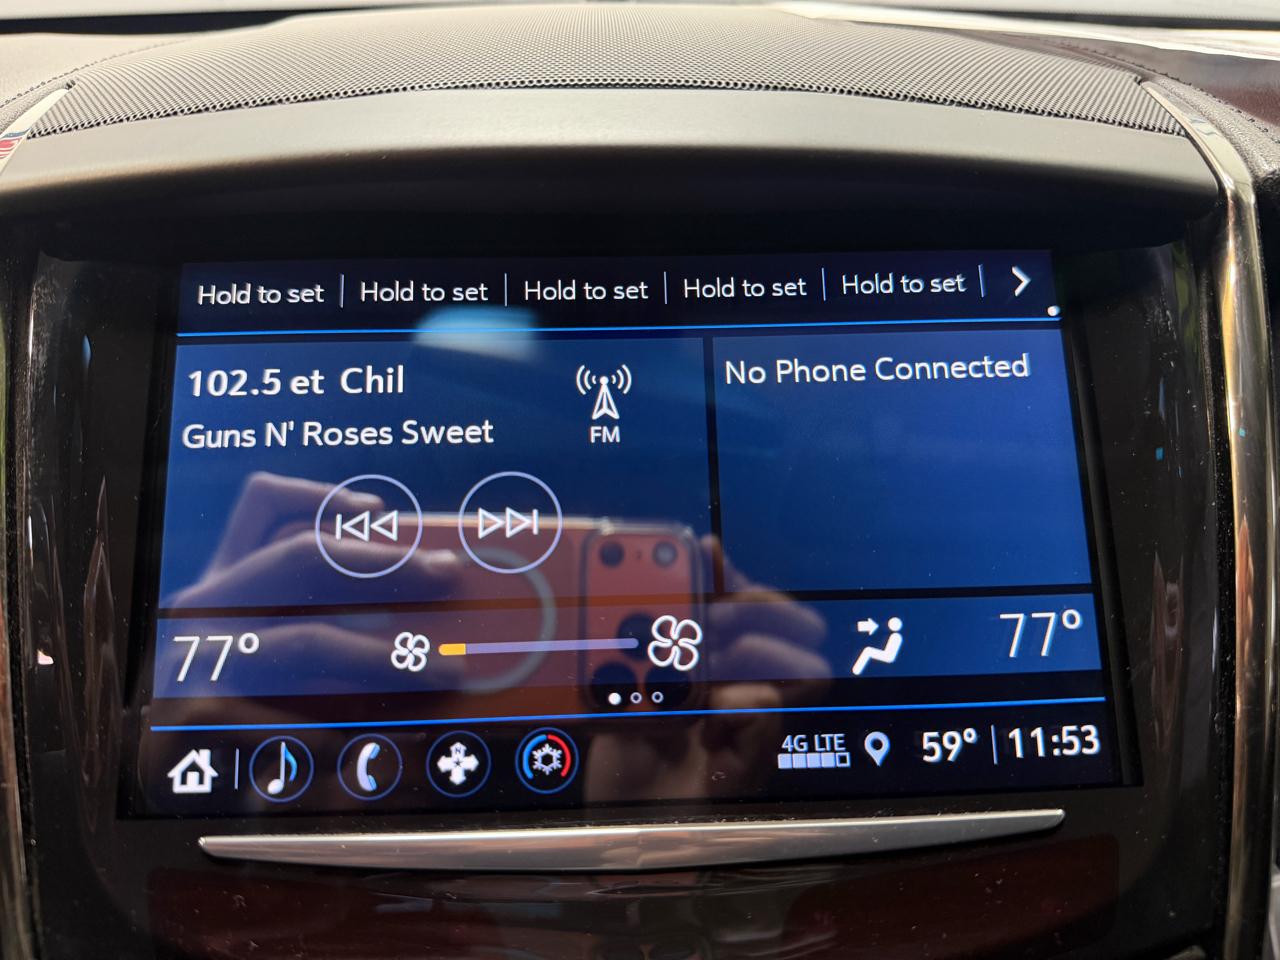 Hold to set | Hold to set | Hold to set | Hold to set | Hold to set |
102.5 et Chil
FM
Guns N' Roses Sweet
No Phone Connected
77° 77°
N
4G LTE 59° | 11:53